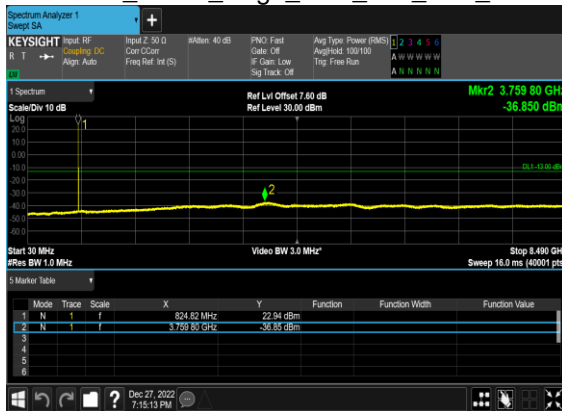 Spectrum Analyzer 1
Swept SA
KEYSIGHT Input: RF Input Z: 50 Ω #Atten: 40 dB PNO: Fast Avg Type: Power (RMS) 1 2 3 4 5 6
R T Coupling: DC Corr CCorr Gate: Off Avg|Hold: 100/100 A W W W W W
Align: Auto Freq Ref: Int (S) IF Gain: Low Trig: Free Run
Sig Track: Off A N N N N N
1 Spectrum Ref Lvl Offset 7.60 dB Mkr2 3.759 80 GHz
Scale/Div 10 dB Ref Level 30.00 dBm -36.850 dBm
Log
20.0
10.0
0.00
-10.0
DL1 -13.00 dBm
-20.0
-30.0
-40.0
-50.0
-60.0
1
2
Start 30 MHz Video BW 3.0 MHz* Stop 8.490 GHz
#Res BW 1.0 MHz Sweep 16.0 ms (40001 pts)
5 Marker Table
Mode Trace Scale X Y Function Function Width Function Value
1 N 1 f 824.82 MHz 22.94 dBm
2 N 1 f 3.759 80 GHz -36.85 dBm
3
4
5
6
? Dec 27, 2022
7:15:13 PM